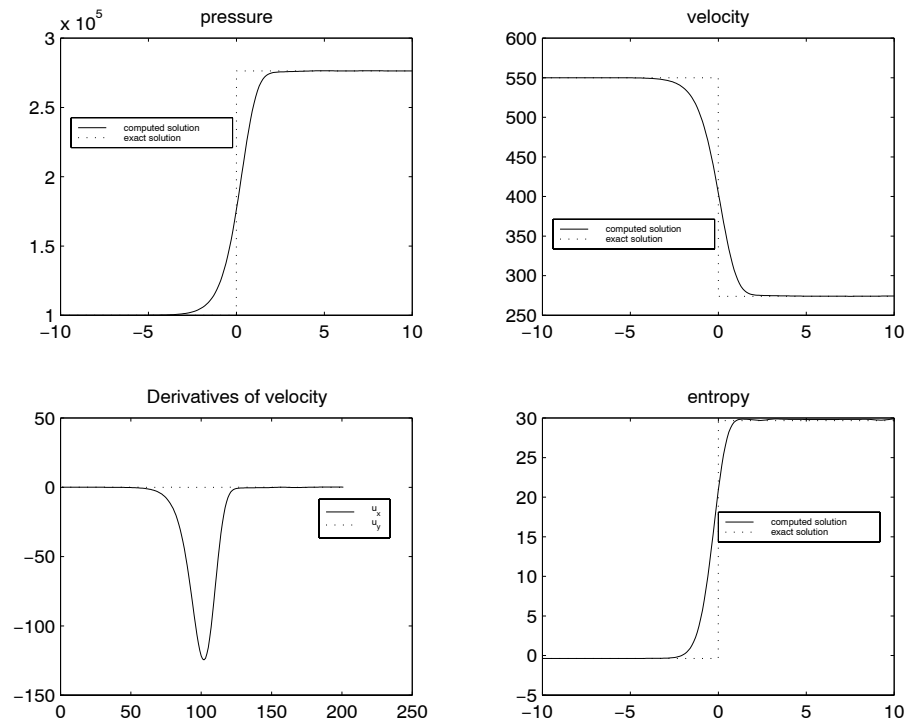 pressure
x 10^5
3
2.5
2
1.5
1
−10 −5 0 5 10
computed solution
exact solution
velocity
600
550
500
450
400
350
300
250
−10 −5 0 5 10
computed solution
exact solution
Derivatives of velocity
50
0
−50
−100
−150
0 50 100 150 200 250
u_x
u_y
entropy
30
25
20
15
10
5
0
−5
−10 −5 0 5 10
computed solution
exact solution